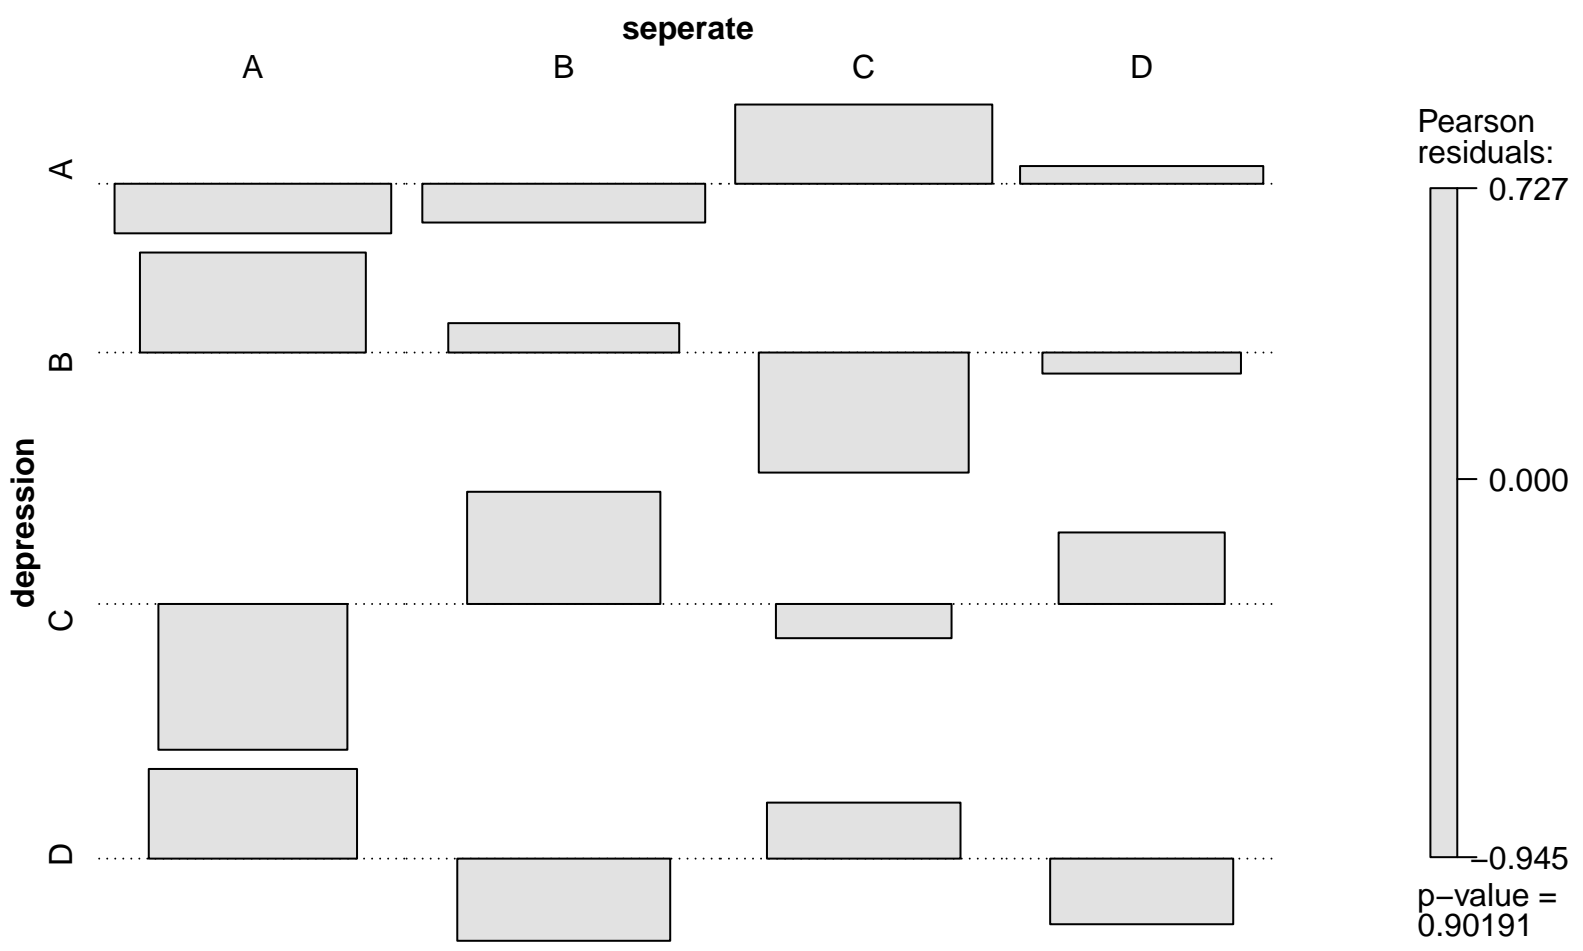 seperate
A B C D
depression
A
B
C
D
Pearson
residuals:
0.727
0.000
−0.945
p−value =
0.90191